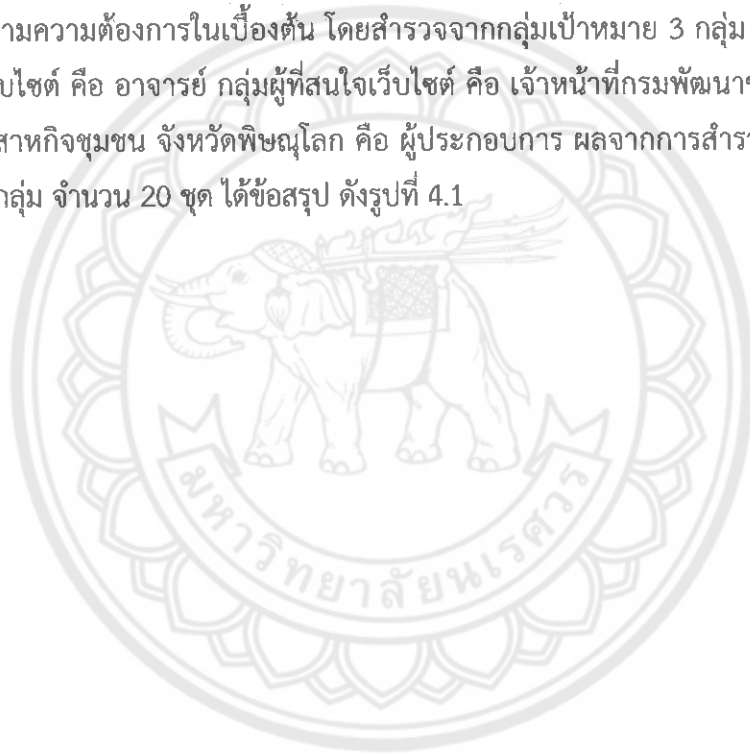 ามความต้องการในเบื้องต้น โดยสำรวจจากกลุ่มเป้าหมาย 3 กลุ่ม
บไซต์ คือ อาจารย์ กลุ่มผู้ที่สนใจเว็บไซต์ คือ เจ้าหน้าที่กรมพัฒนาช
สาหกิจชุมชน จังหวัดพิษณุโลก คือ ผู้ประกอบการ ผลจากการสำรว
กลุ่ม จำนวน 20 ชุด ได้ข้อสรุป ดังรูปที่ 4.1
มหาวิทยาลัยนเรศวร